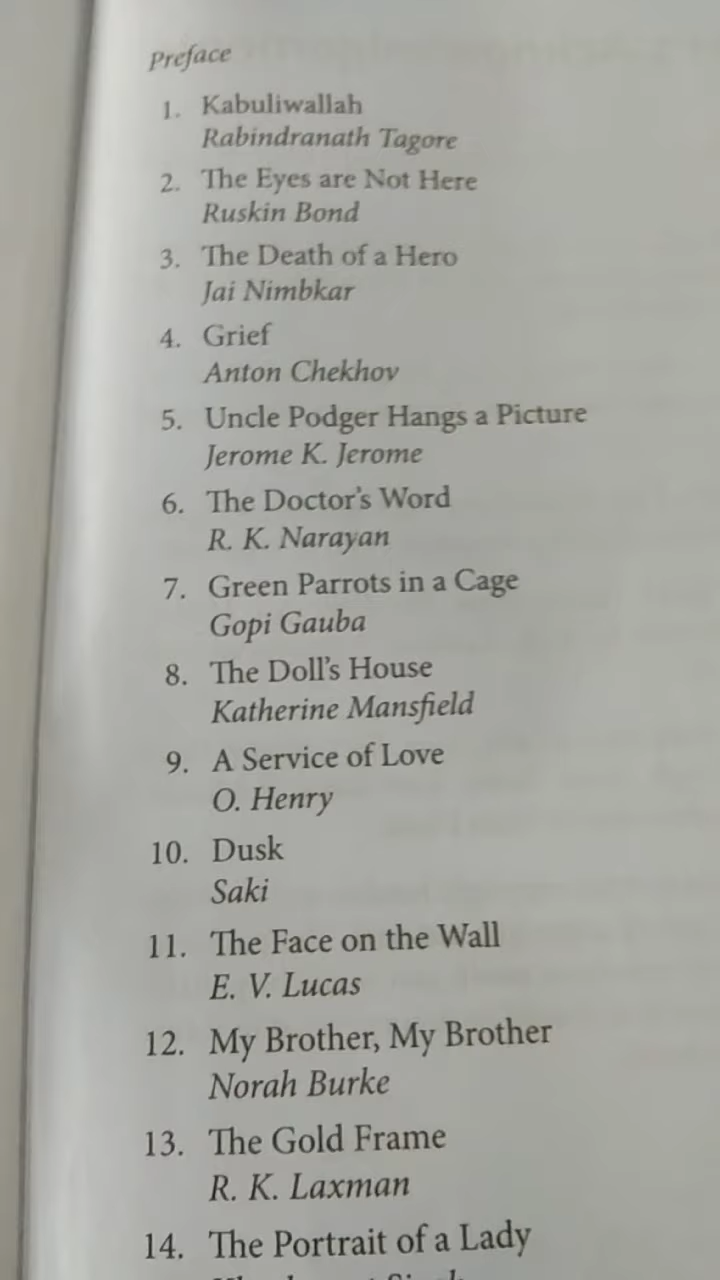 Preface
1. Kabuliwallah
Rabindranath Tagore
2. The Eyes are Not Here
Ruskin Bond
3. The Death of a Hero
Jai Nimbkar
4. Grief
Anton Chekhov
5. Uncle Podger Hangs a Picture
Jerome K. Jerome
6. The Doctor's Word
R. K. Narayan
7. Green Parrots in a Cage
Gopi Gauba
8. The Doll's House
Katherine Mansfield
9. A Service of Love
O. Henry
10. Dusk
Saki
11. The Face on the Wall
E. V. Lucas
12. My Brother, My Brother
Norah Burke
13. The Gold Frame
R. K. Laxman
14. The Portrait of a Lady